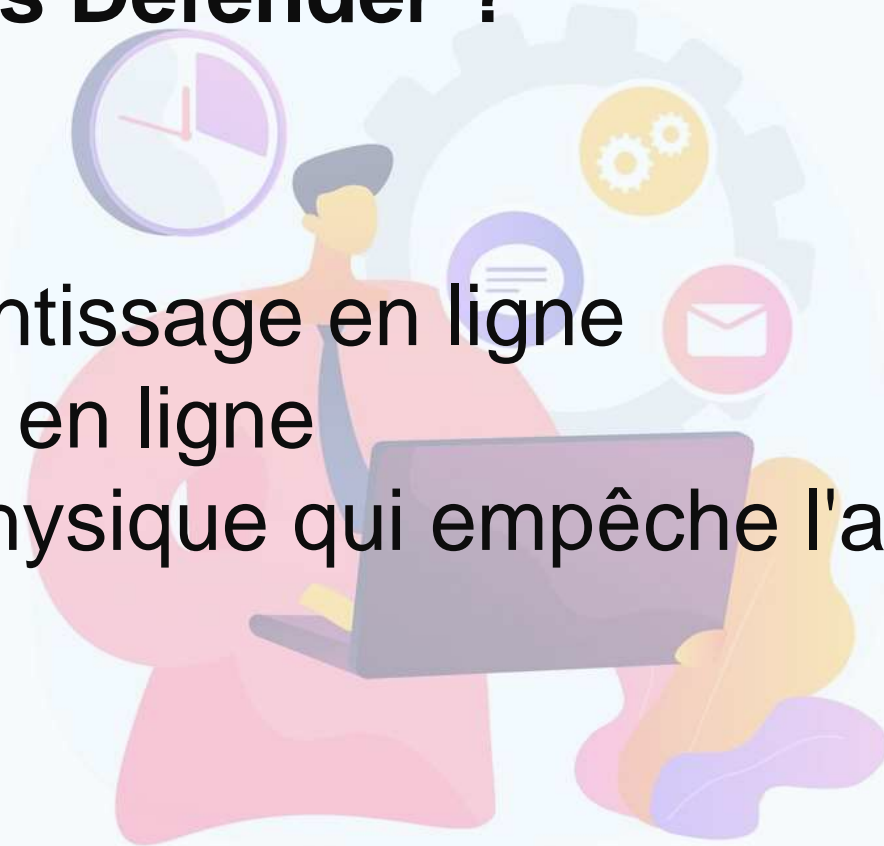 s Defender ?
ntissage en ligne
en ligne
hysique qui empêche l'a